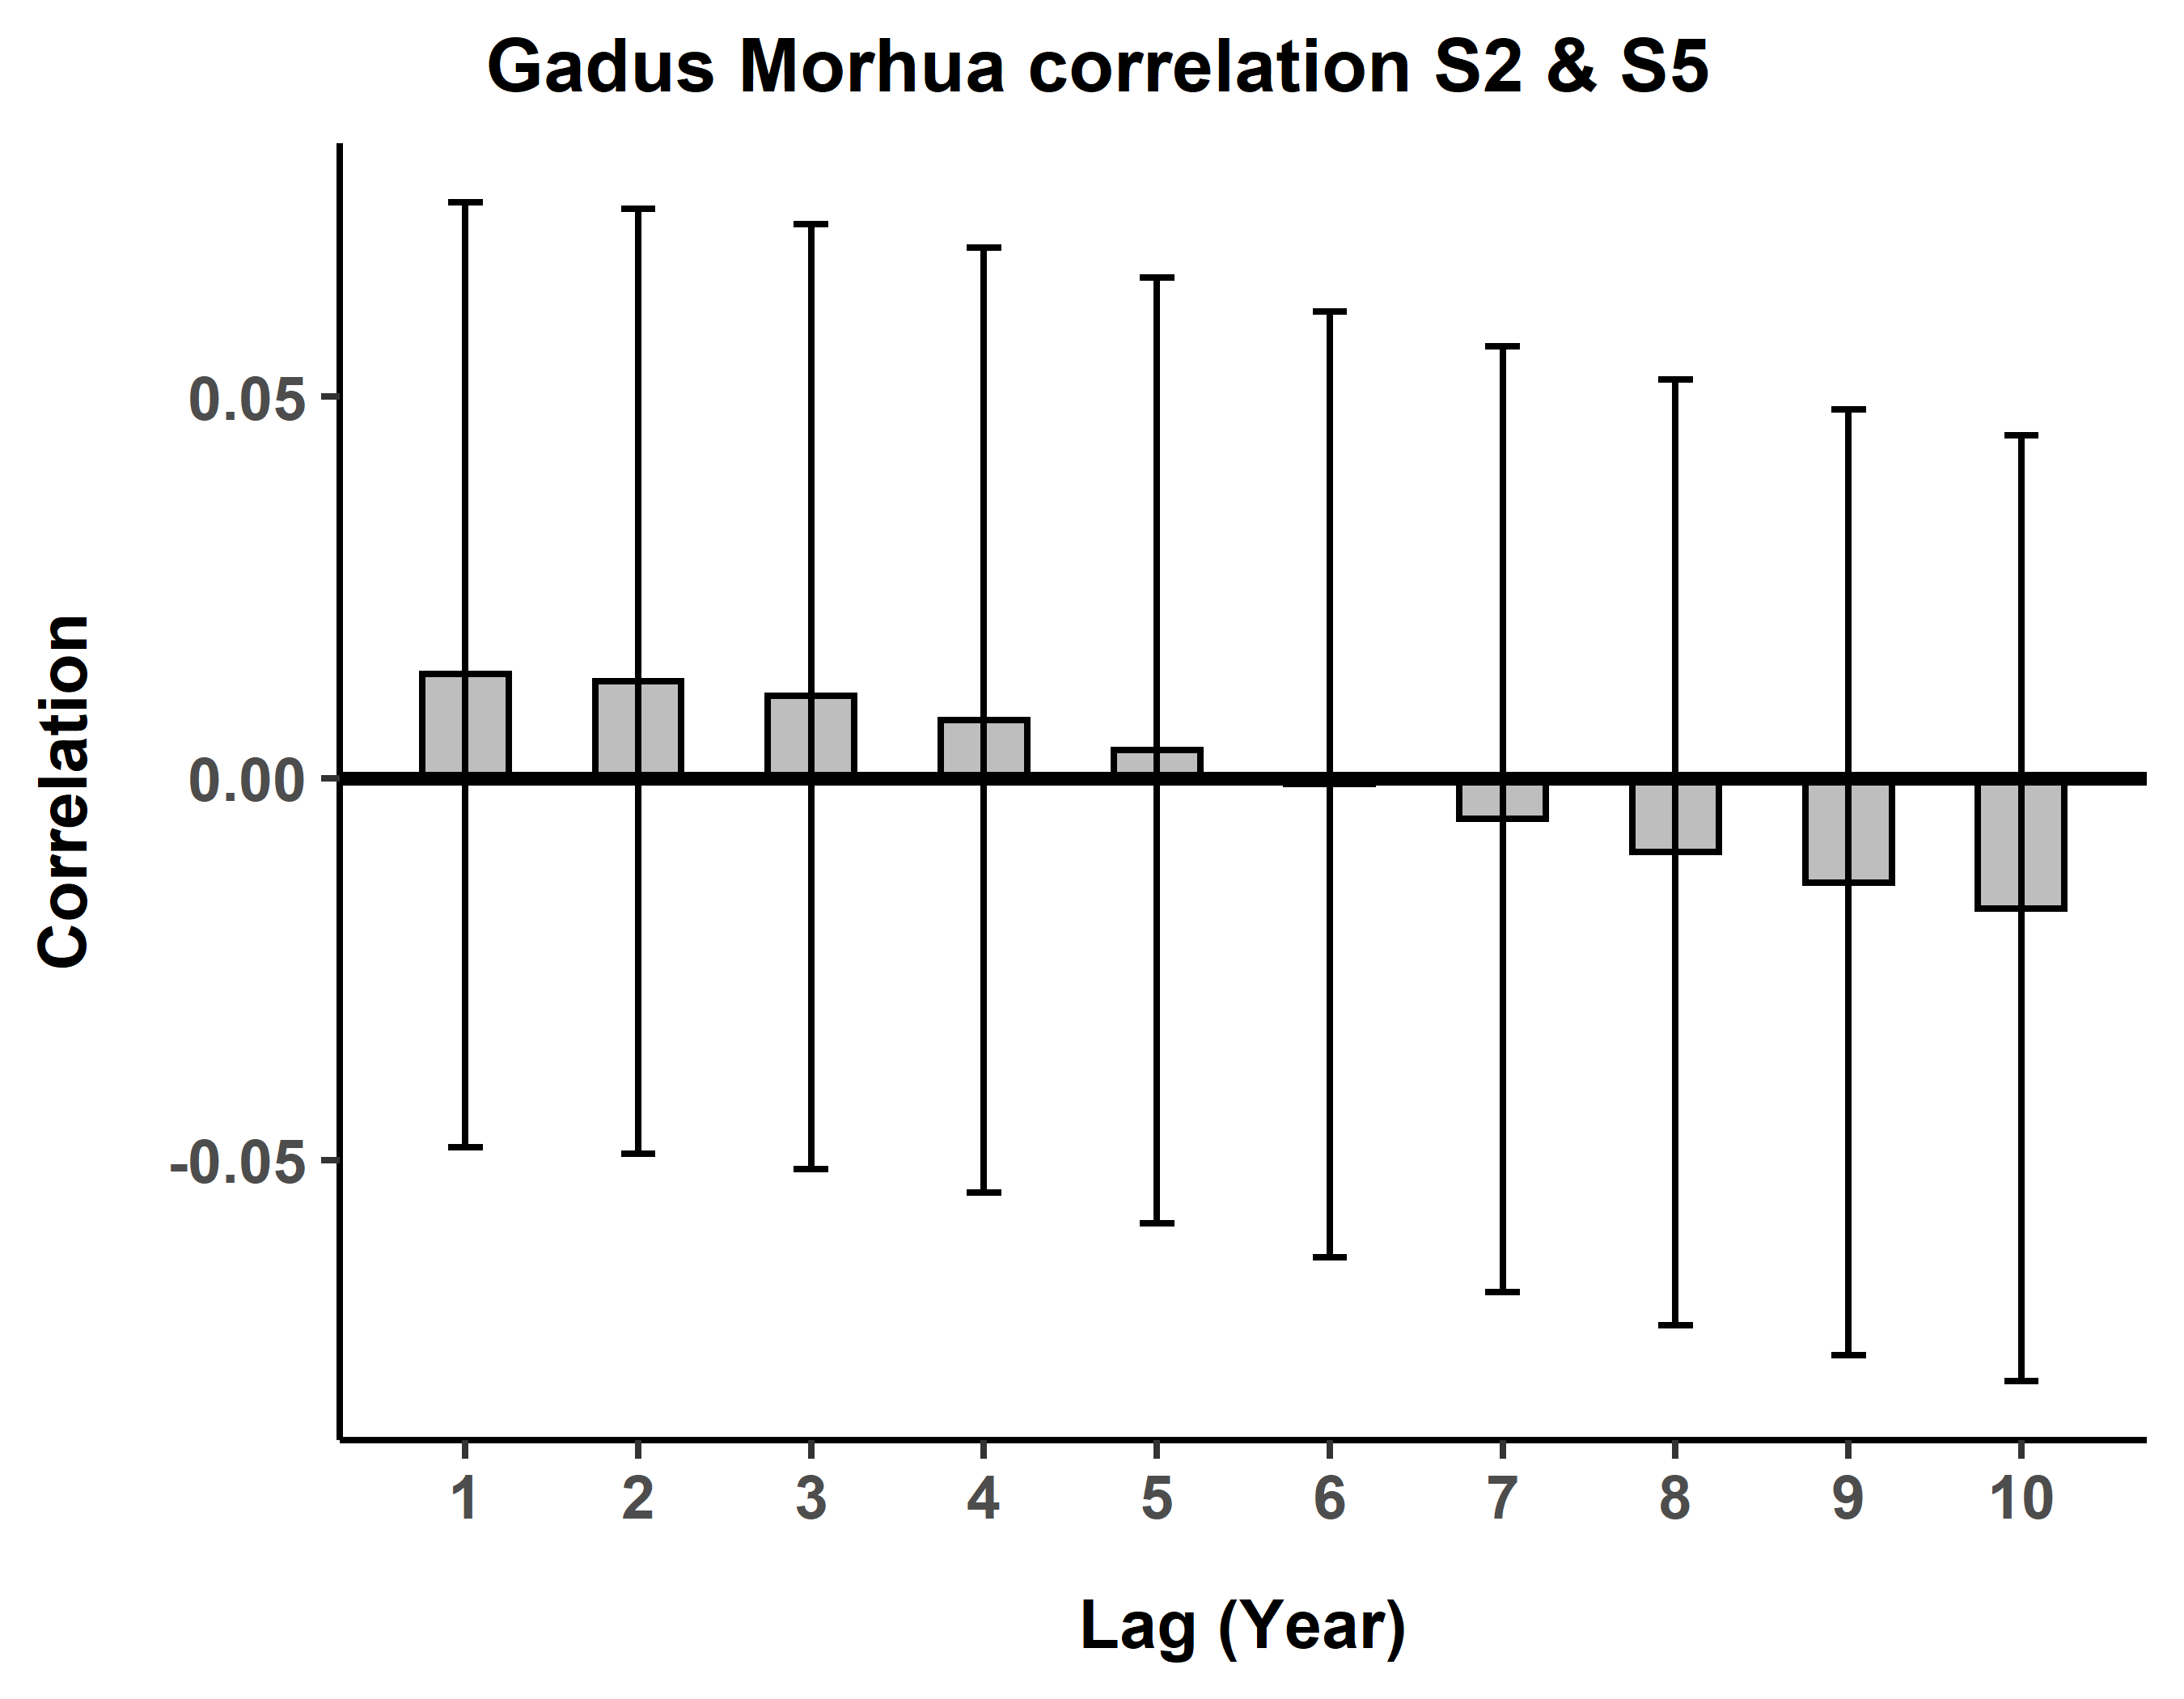 Gadus Morhua correlation S2 & S5
Correlation
0.05
0.00
-0.05
1 2 3 4 5 6 7 8 9 10
Lag (Year)